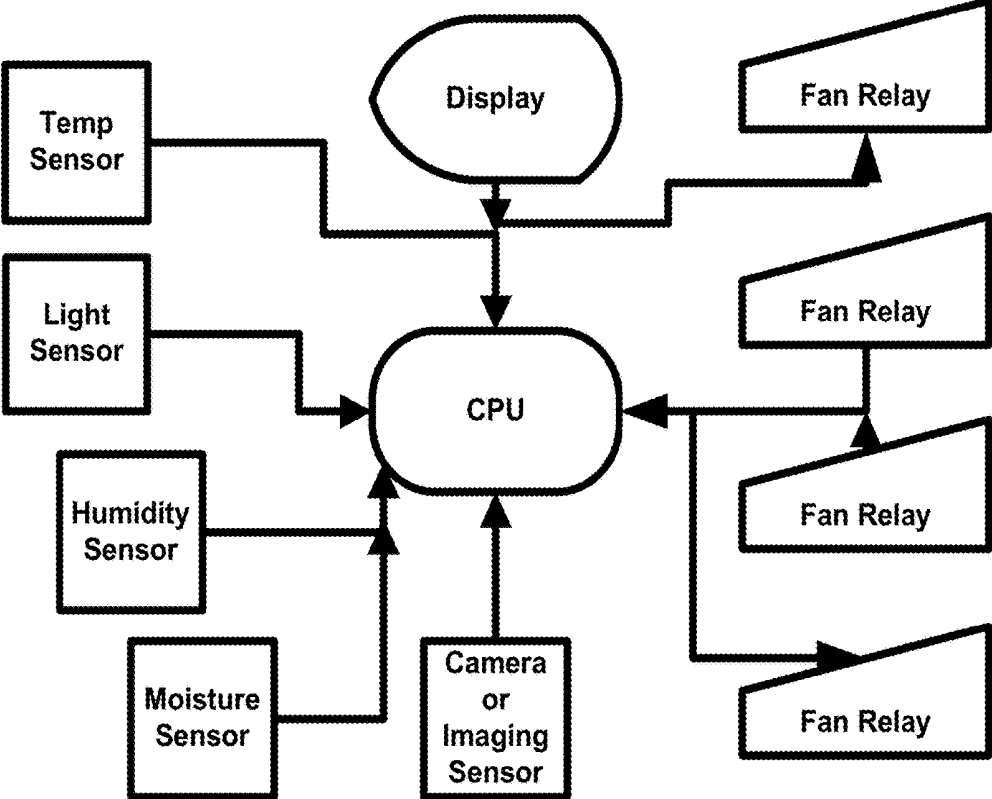 Display
Fan Relay
Temp
Sensor
Light
Sensor
Fan Relay
CPU
Humidity
Sensor
Fan Relay
Moisture
Sensor
Camera
or
Imaging
Sensor
Fan Relay